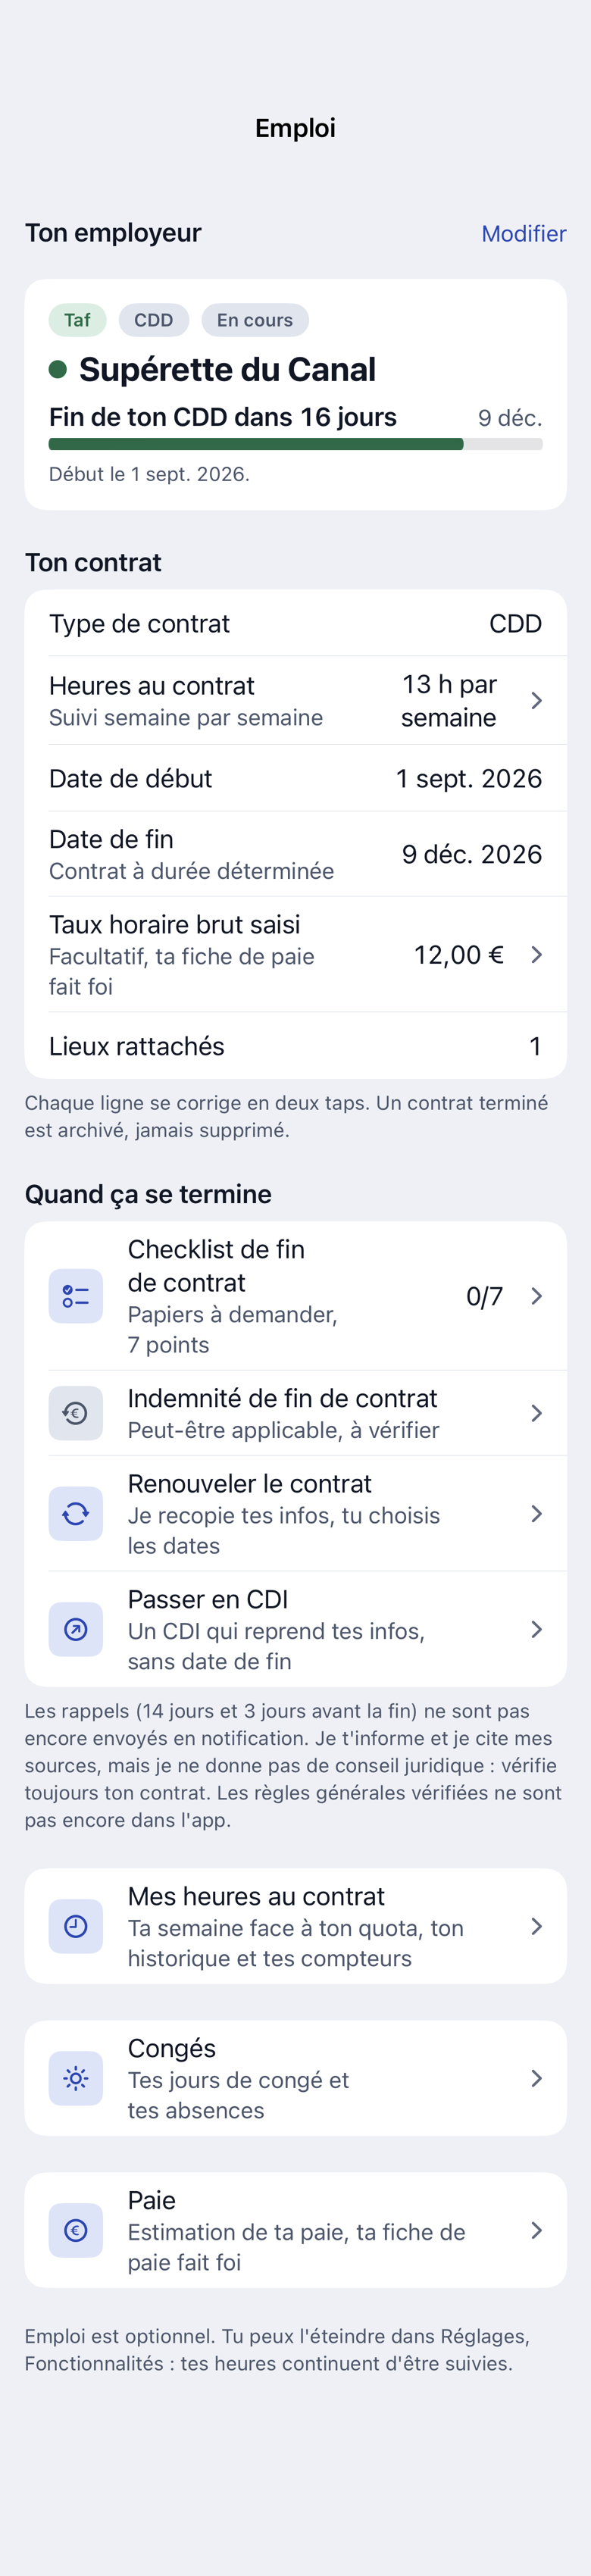 Emploi
Ton employeur
Modifier
Taf
CDD
En cours
Supérette du Canal
Fin de ton CDD dans 16 jours
9 déc.
Début le 1 sept. 2026.
Ton contrat
Type de contrat
CDD
Heures au contrat
Suivi semaine par semaine
13 h par
semaine
Date de début
1 sept. 2026
Date de fin
Contrat à durée déterminée
9 déc. 2026
Taux horaire brut saisi
Facultatif, ta fiche de paie
fait foi
12,00 €
Lieux rattachés
1
Chaque ligne se corrige en deux taps. Un contrat terminé
est archivé, jamais supprimé.
Quand ça se termine
Checklist de fin
de contrat
Papiers à demander,
7 points
0/7
Indemnité de fin de contrat
Peut-être applicable, à vérifier
Renouveler le contrat
Je recopie tes infos, tu choisis
les dates
Passer en CDI
Un CDI qui reprend tes infos,
sans date de fin
Les rappels (14 jours et 3 jours avant la fin) ne sont pas
encore envoyés en notification. Je t'informe et je cite mes
sources, mais je ne donne pas de conseil juridique : vérifie
toujours ton contrat. Les règles générales vérifiées ne sont
pas encore dans l'app.
Mes heures au contrat
Ta semaine face à ton quota, ton
historique et tes compteurs
Congés
Tes jours de congé et
tes absences
Paie
Estimation de ta paie, ta fiche de
paie fait foi
Emploi est optionnel. Tu peux l'éteindre dans Réglages,
Fonctionnalités : tes heures continuent d'être suivies.